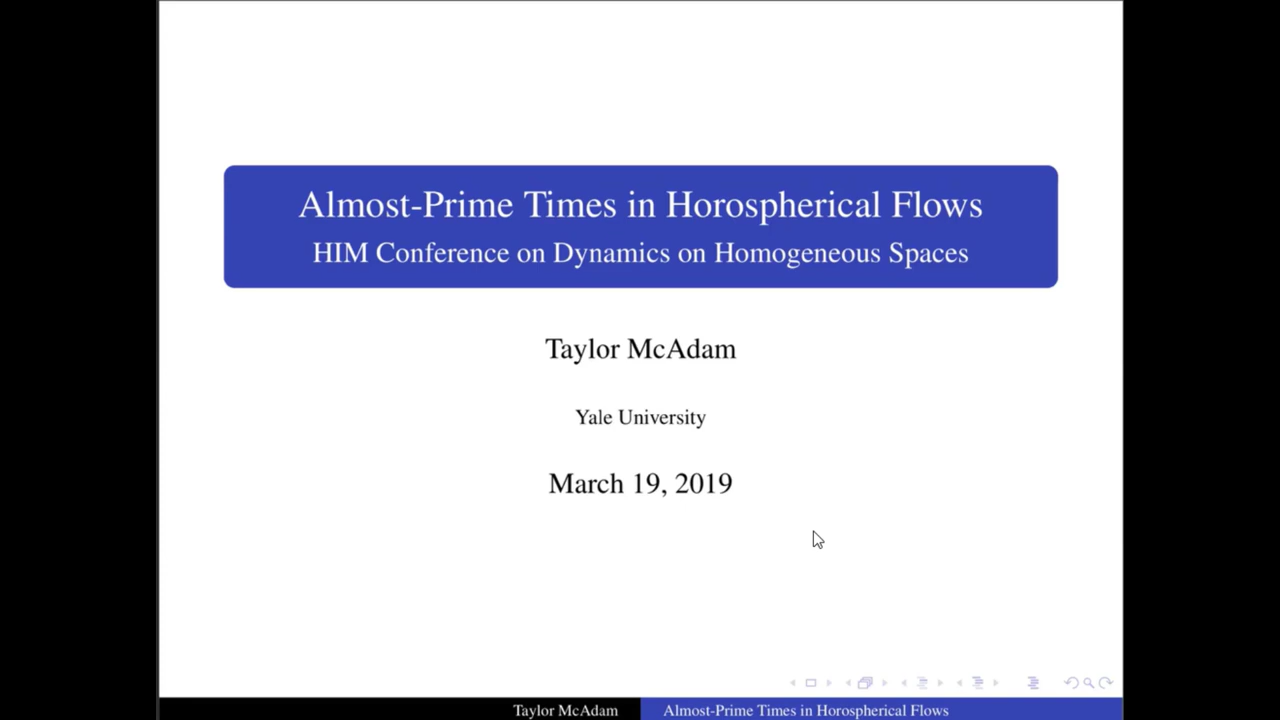 Almost-Prime Times in Horospherical Flows
HIM Conference on Dynamics on Homogeneous Spaces
Taylor McAdam
Yale University
March 19, 2019
Taylor McAdam
Almost-Prime Times in Horospherical Flows